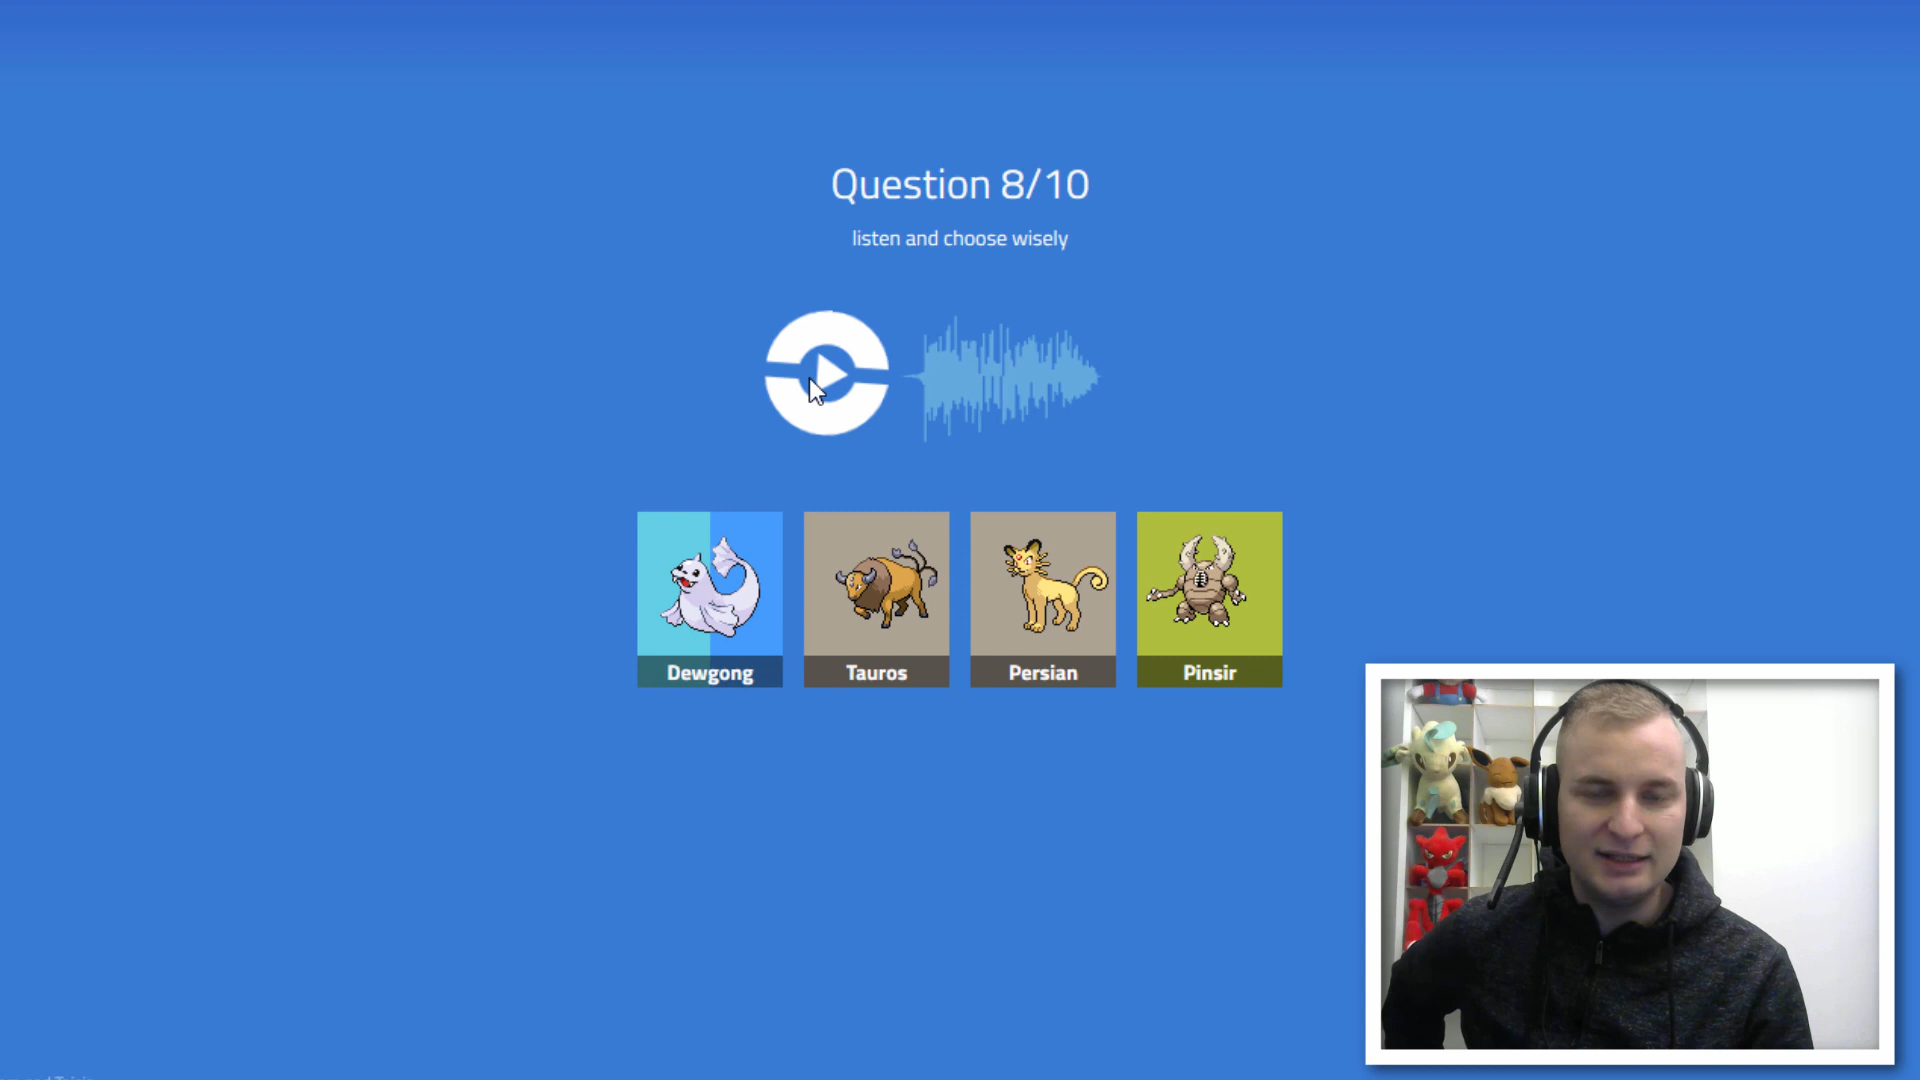 Question 8/10
listen and choose wisely
Dewgong
Tauros
Persian
Pinsir